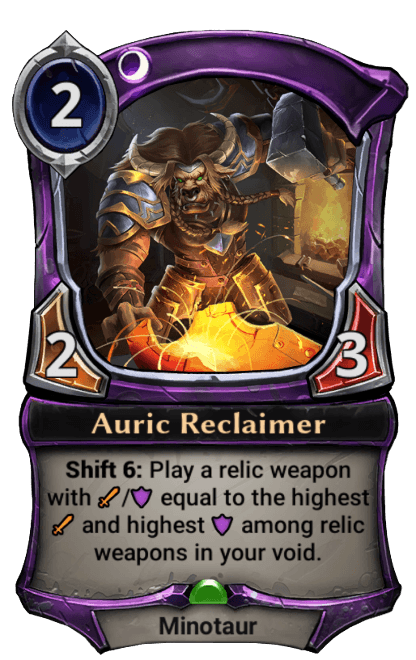 2
2
3
Auric Reclaimer
Shift 6: Play a relic weapon
with / equal to the highest
and highest among relic
weapons in your void.
Minotaur